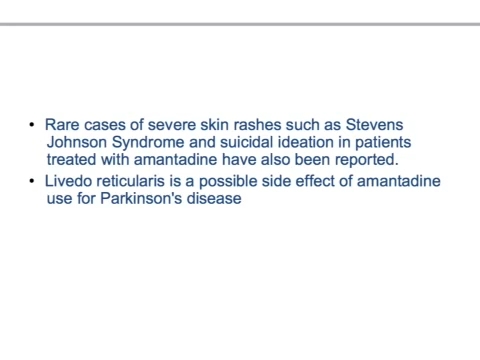 • Rare cases of severe skin rashes such as Stevens
Johnson Syndrome and suicidal ideation in patients
treated with amantadine have also been reported.
• Livedo reticularis is a possible side effect of amantadine
use for Parkinson's disease